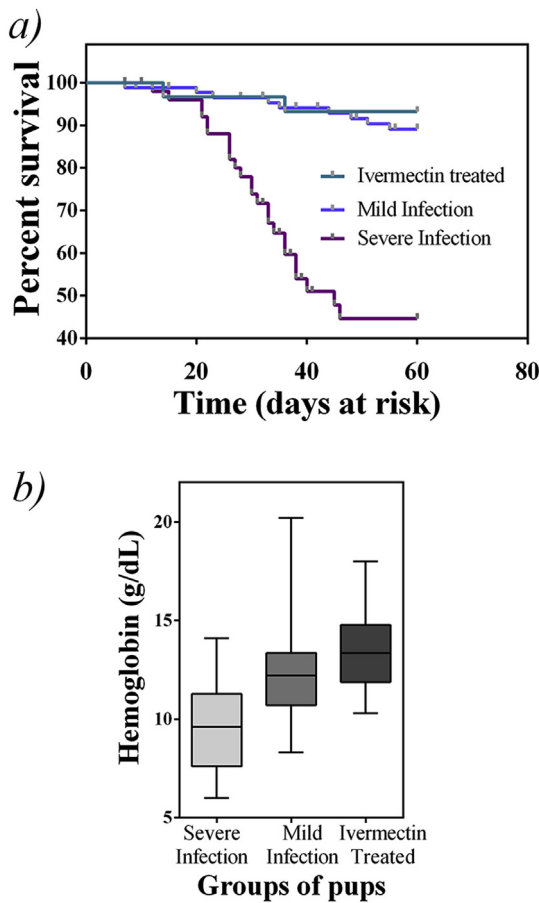 a)
Percent survival
100
90
80
70
60
50
40
Ivermectin treated
Mild Infection
Severe Infection
0 20 40 60 80
Time (days at risk)
b)
Hemoglobin (g/dL)
20
15
10
5
Severe Infection
Mild Infection
Ivermectin Treated
Groups of pups